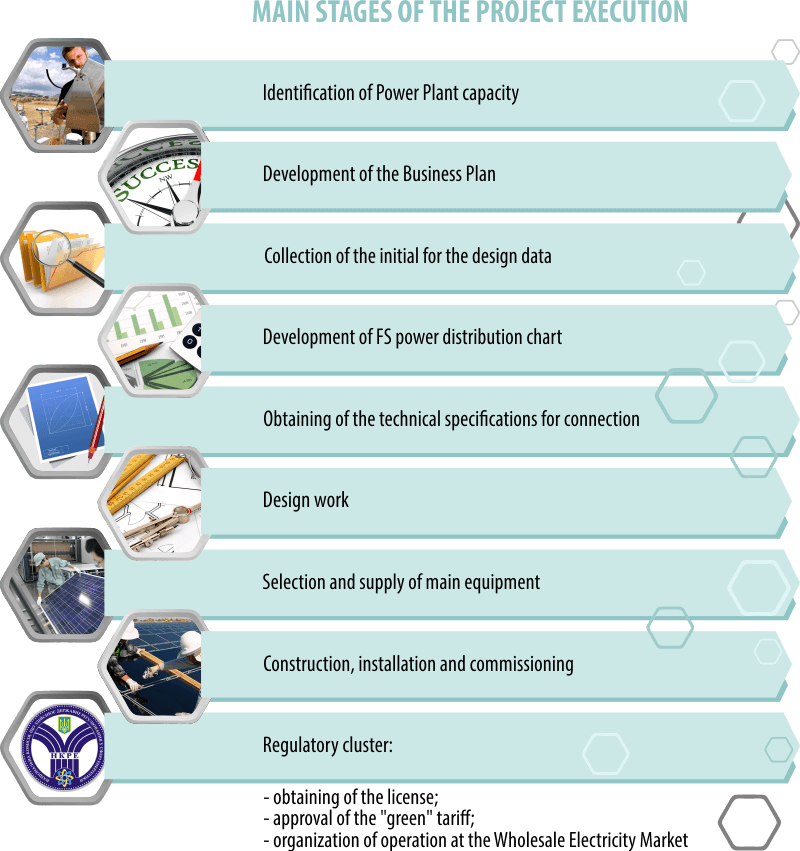 MAIN STAGES OF THE PROJECT EXECUTION
Identification of Power Plant capacity
SUCCESS
NW
Development of the Business Plan
Collection of the initial for the design data
Development of FS power distribution chart
Obtaining of the technical specifications for connection
Design work
Selection and supply of main equipment
Construction, installation and commissioning
НКРЕ
Regulatory cluster:
- obtaining of the license;
- approval of the "green" tariff;
- organization of operation at the Wholesale Electricity Market